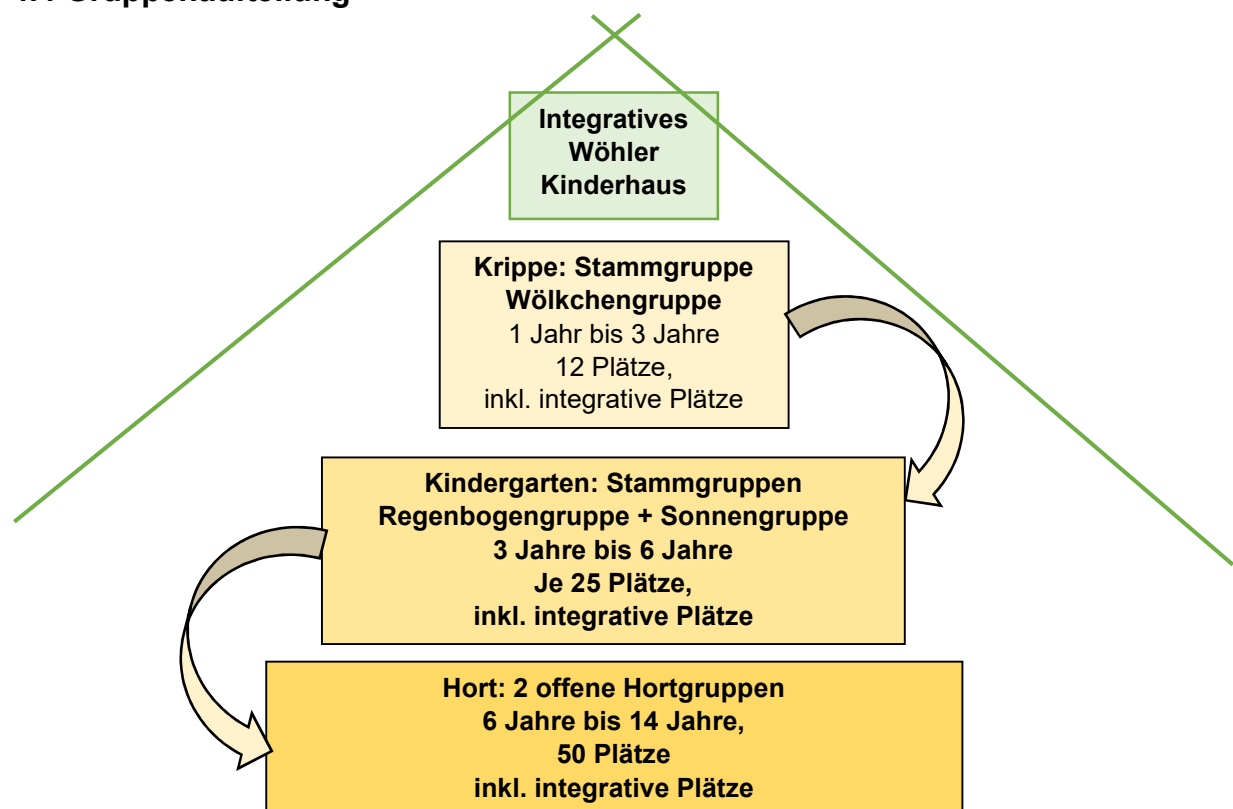 Integratives
Wöhler
Kinderhaus
Krippe: Stammgruppe
Wölkchengruppe
1 Jahr bis 3 Jahre
12 Plätze,
inkl. integrative Plätze
Kindergarten: Stammgruppen
Regenbogengruppe + Sonnengruppe
3 Jahre bis 6 Jahre
Je 25 Plätze,
inkl. integrative Plätze
Hort: 2 offene Hortgruppen
6 Jahre bis 14 Jahre,
50 Plätze
inkl. integrative Plätze